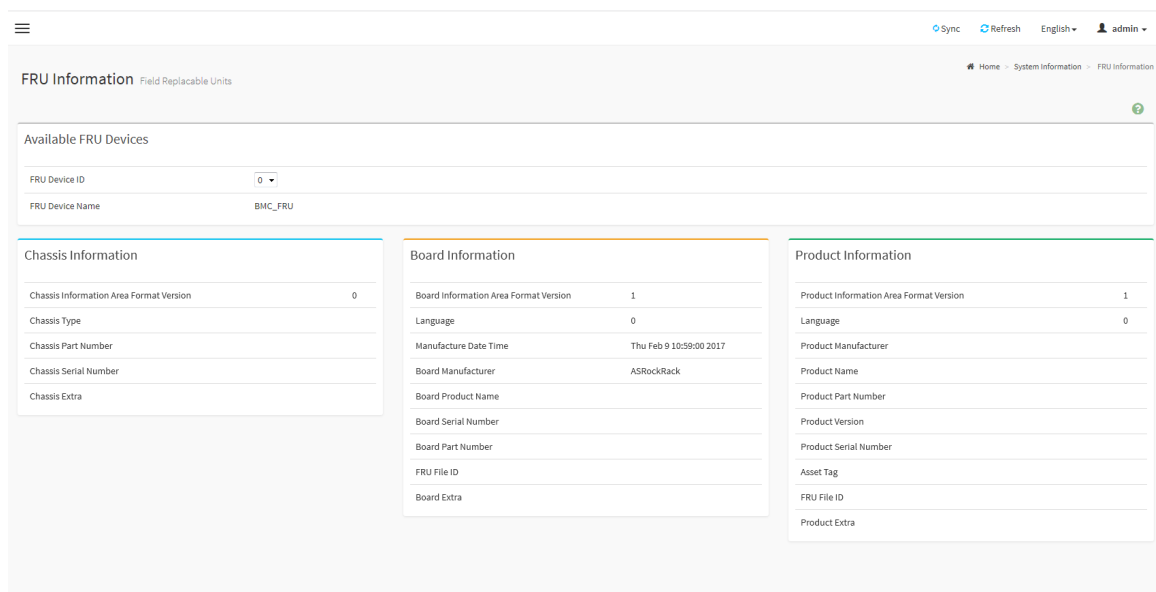 Sync Refresh English admin
FRU Information Field Replacable Units
Home > System Information > FRU Information
Available FRU Devices
FRU Device ID 0
FRU Device Name BMC_FRU
Chassis Information
Chassis Information Area Format Version 0
Chassis Type
Chassis Part Number
Chassis Serial Number
Chassis Extra
Board Information
Board Information Area Format Version 1
Language 0
Manufacture Date Time Thu Feb 9 10:59:00 2017
Board Manufacturer ASRockRack
Board Product Name
Board Serial Number
Board Part Number
FRU File ID
Board Extra
Product Information
Product Information Area Format Version 1
Language 0
Product Manufacturer
Product Name
Product Part Number
Product Version
Product Serial Number
Asset Tag
FRU File ID
Product Extra